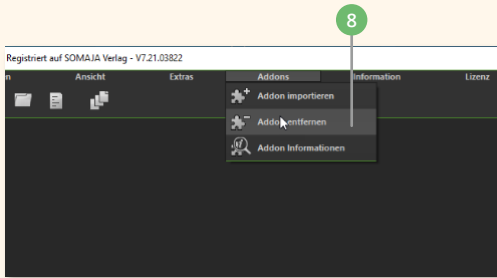 8
Registriert auf SOMAJA Verlag - V7.21.03822
n Ansicht Extras Addons Information Lizenz
Addon importieren
Addon entfernen
Addon Informationen